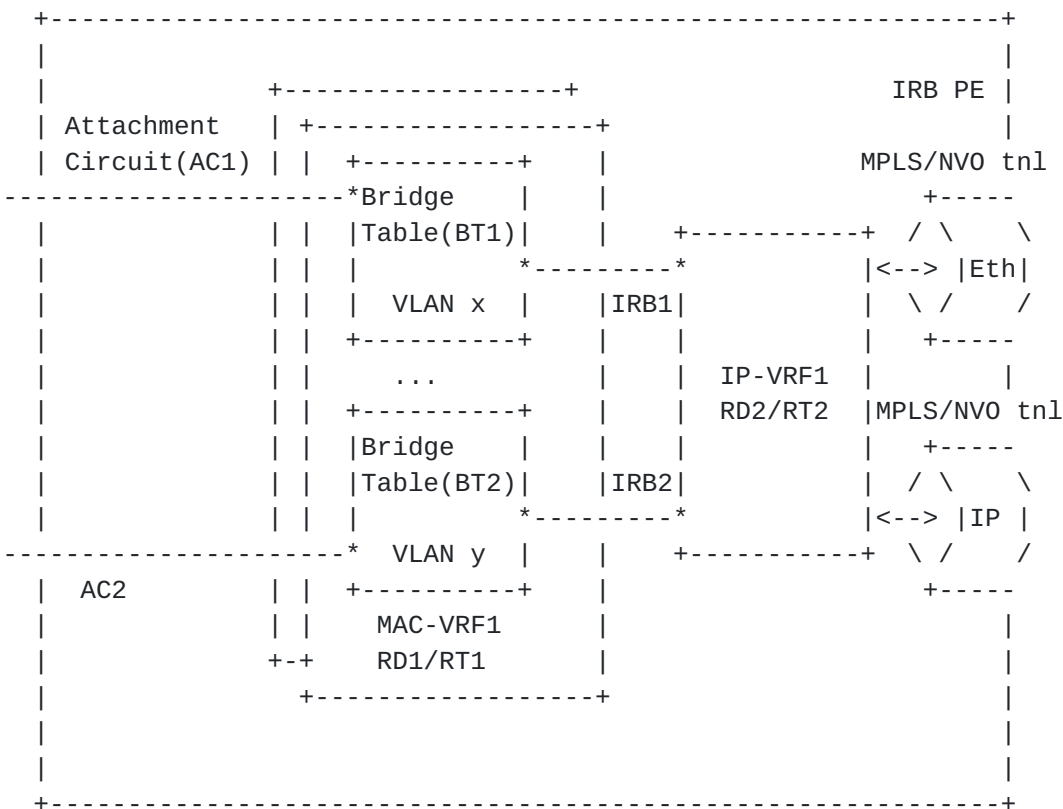 IRB PE
Attachment
Circuit(AC1) MPLS/NVO tnl
Bridge
Table(BT1)
<--> Eth
VLAN x IRB1
... IP-VRF1
RD2/RT2 MPLS/NVO tnl
Bridge
Table(BT2) IRB2
<--> IP
VLAN y
AC2
MAC-VRF1
RD1/RT1